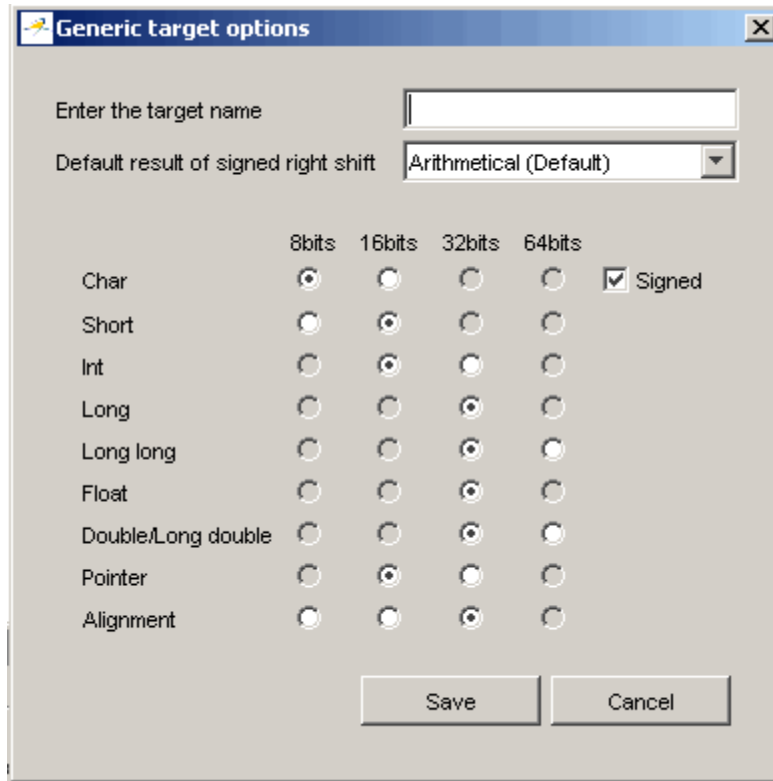 Generic target options
Enter the target name
Default result of signed right shift Arithmetical (Default)
8bits 16bits 32bits 64bits
Char Signed
Short
Int
Long
Long long
Float
Double/Long double
Pointer
Alignment
Save Cancel